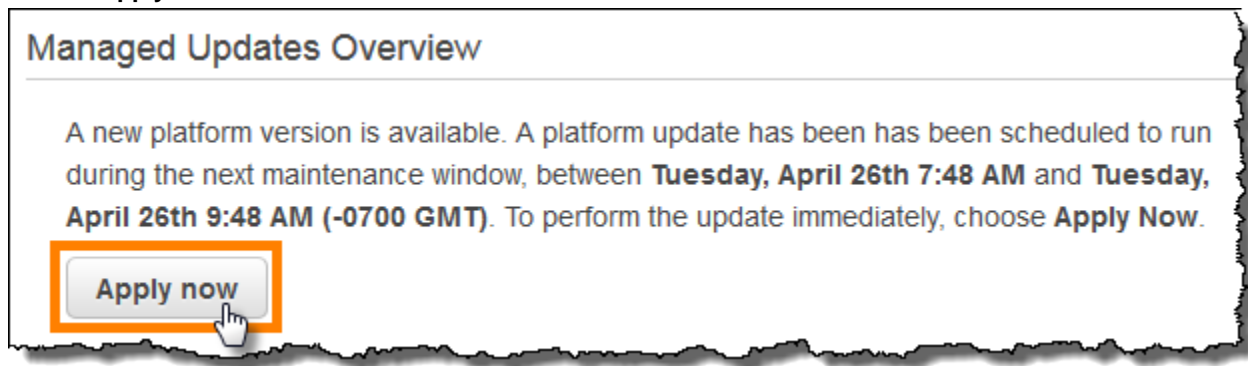 Managed Updates Overview
A new platform version is available. A platform update has been has been scheduled to run
during the next maintenance window, between Tuesday, April 26th 7:48 AM and Tuesday,
April 26th 9:48 AM (-0700 GMT). To perform the update immediately, choose Apply Now.
Apply now